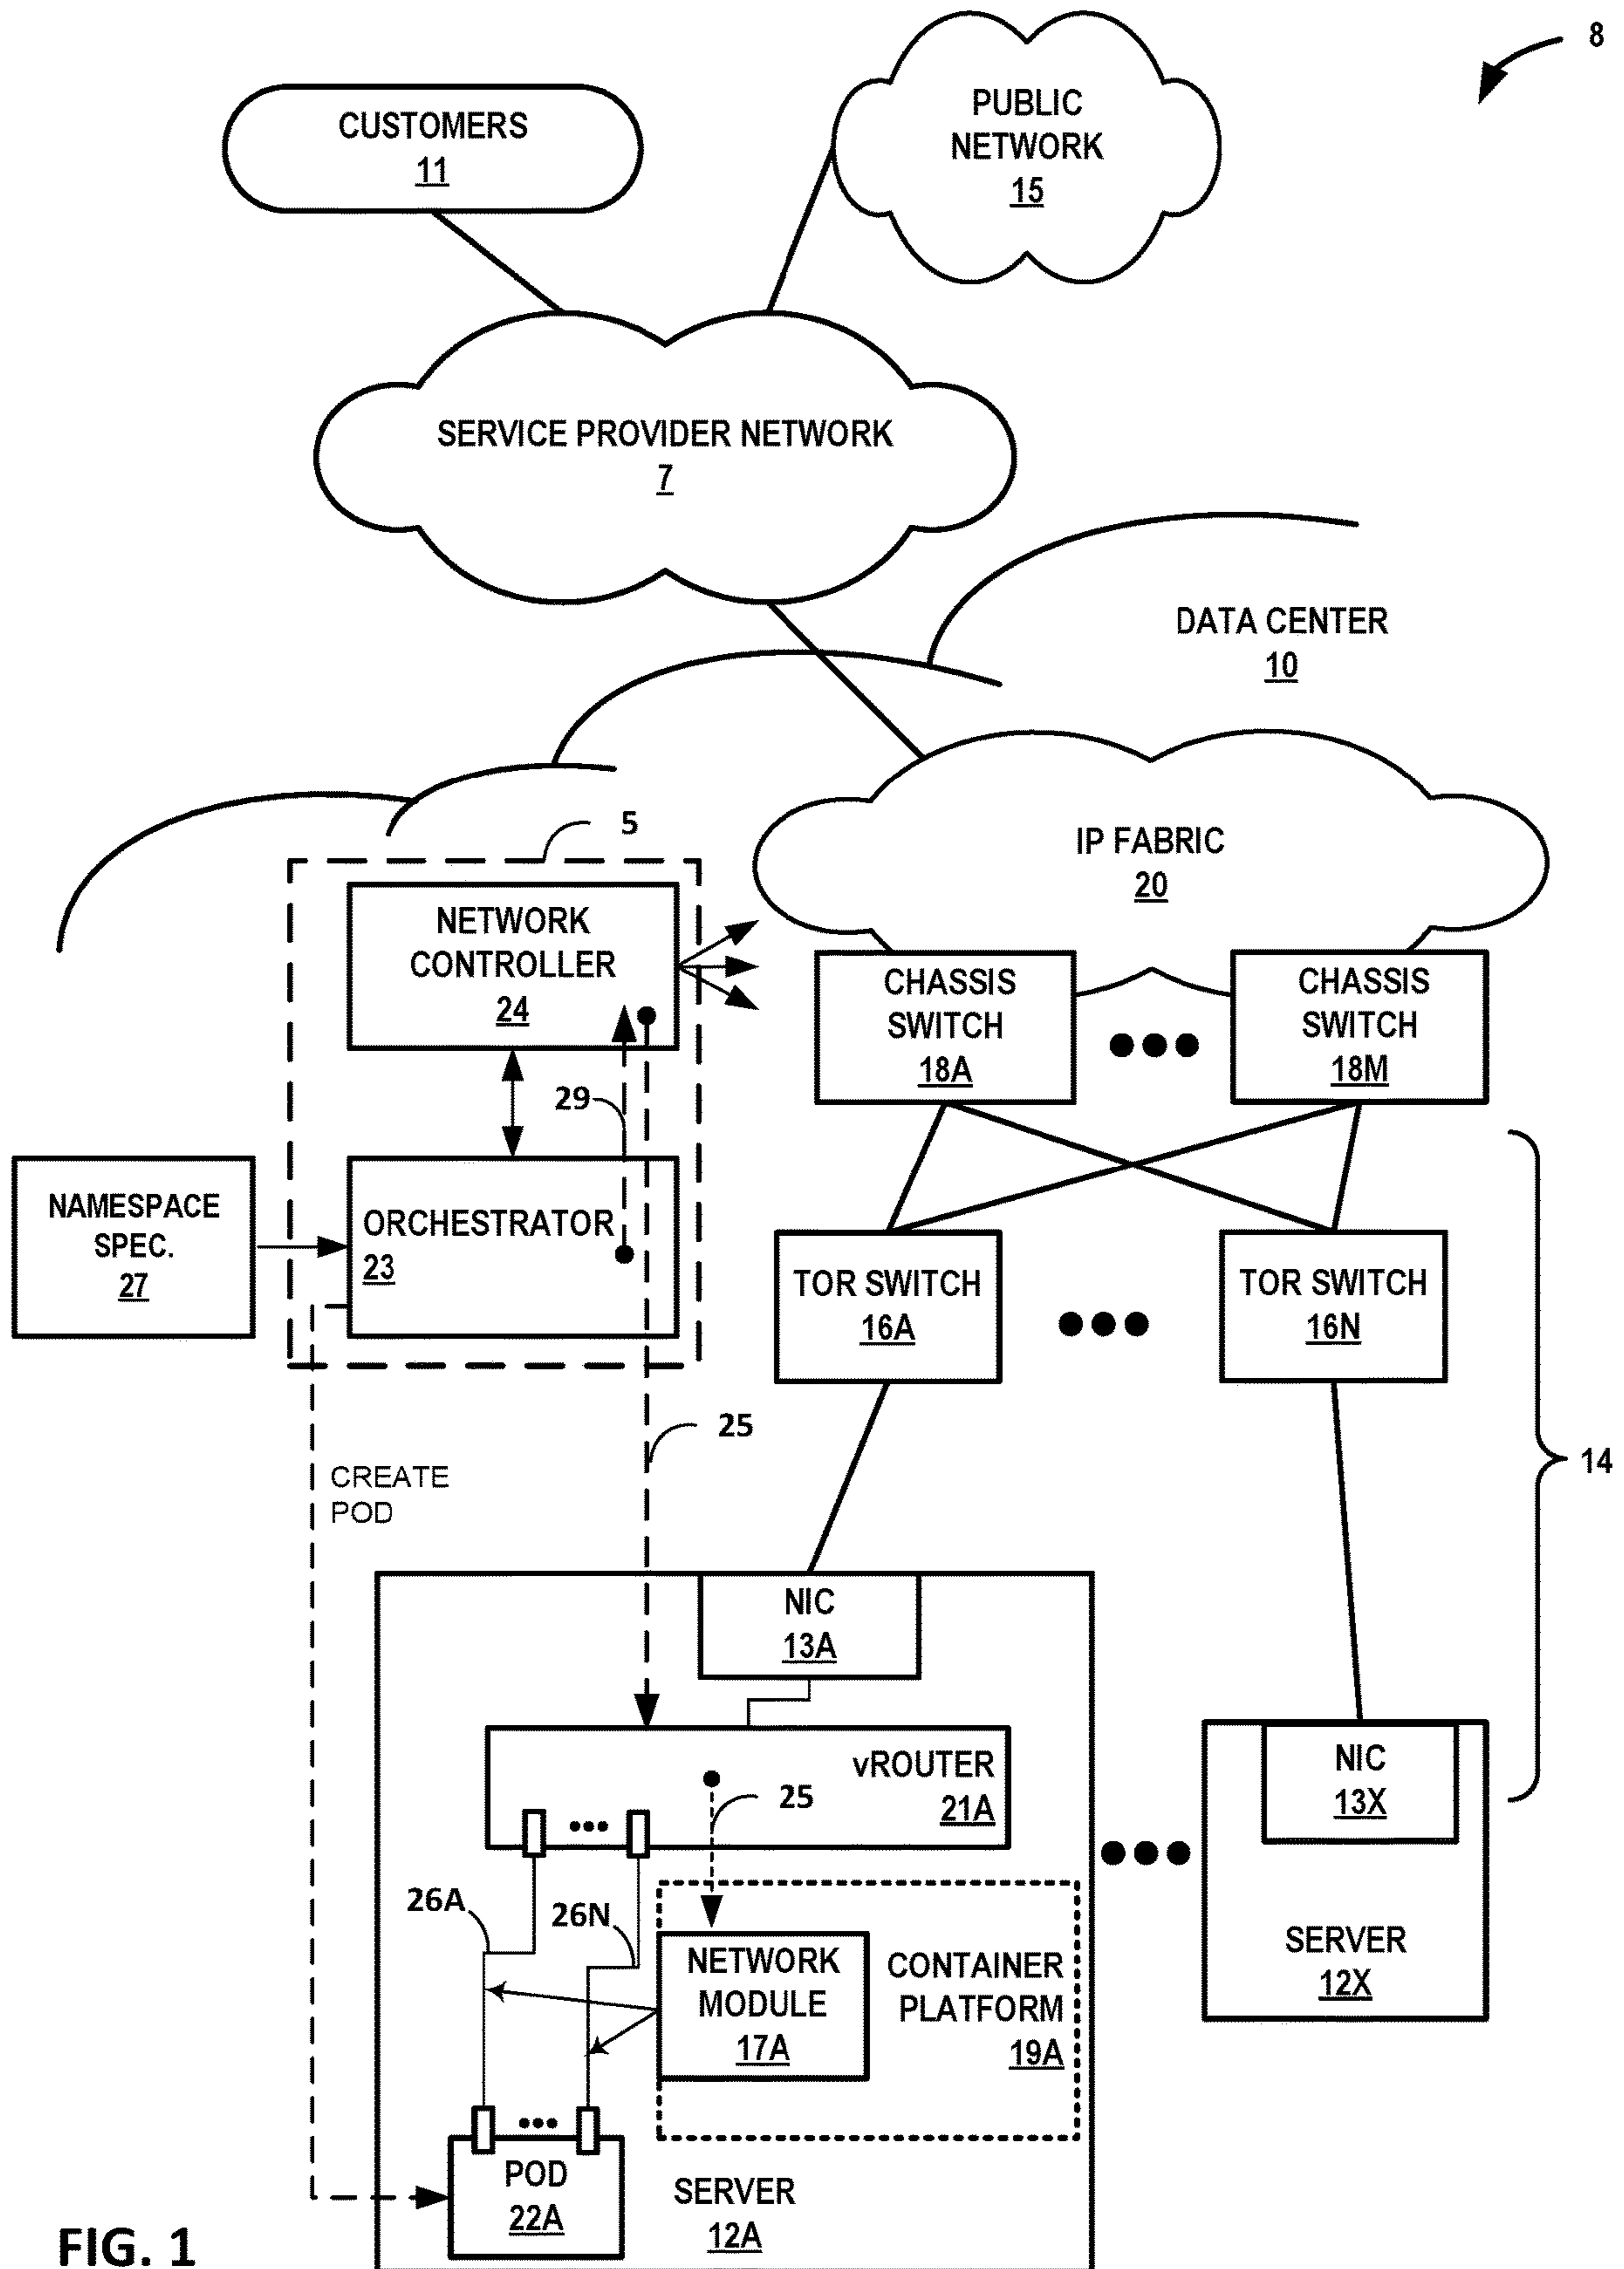 8
CUSTOMERS
11
PUBLIC
NETWORK
15
SERVICE PROVIDER NETWORK
7
DATA CENTER
10
5
IP FABRIC
20
NETWORK
CONTROLLER
24
CHASSIS
SWITCH
18A
CHASSIS
SWITCH
18M
29
NAMESPACE
SPEC.
27
ORCHESTRATOR
23
TOR SWITCH
16A
TOR SWITCH
16N
25
14
CREATE
POD
NIC
13A
vROUTER
21A
25
NIC
13X
26A
26N
NETWORK
MODULE
17A
CONTAINER
PLATFORM
19A
SERVER
12X
POD
22A
SERVER
12A
FIG. 1